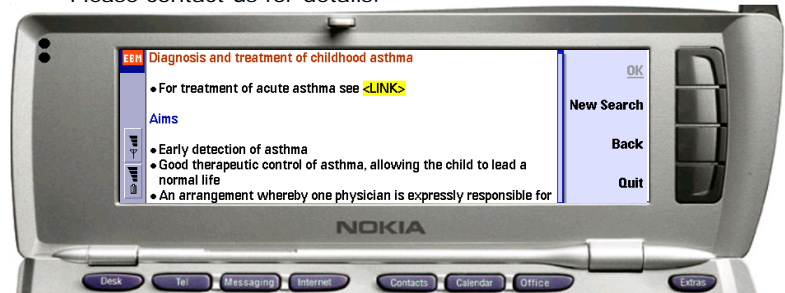 Please contact us for details.
EBM
Diagnosis and treatment of childhood asthma
• For treatment of acute asthma see <LINK>
Aims
• Early detection of asthma
• Good therapeutic control of asthma, allowing the child to lead a
normal life
• An arrangement whereby one physician is expressly responsible for
OK
New Search
Back
Quit
NOKIA
Desk
Tel
Messaging
Internet
Contacts
Calendar
Office
Extras